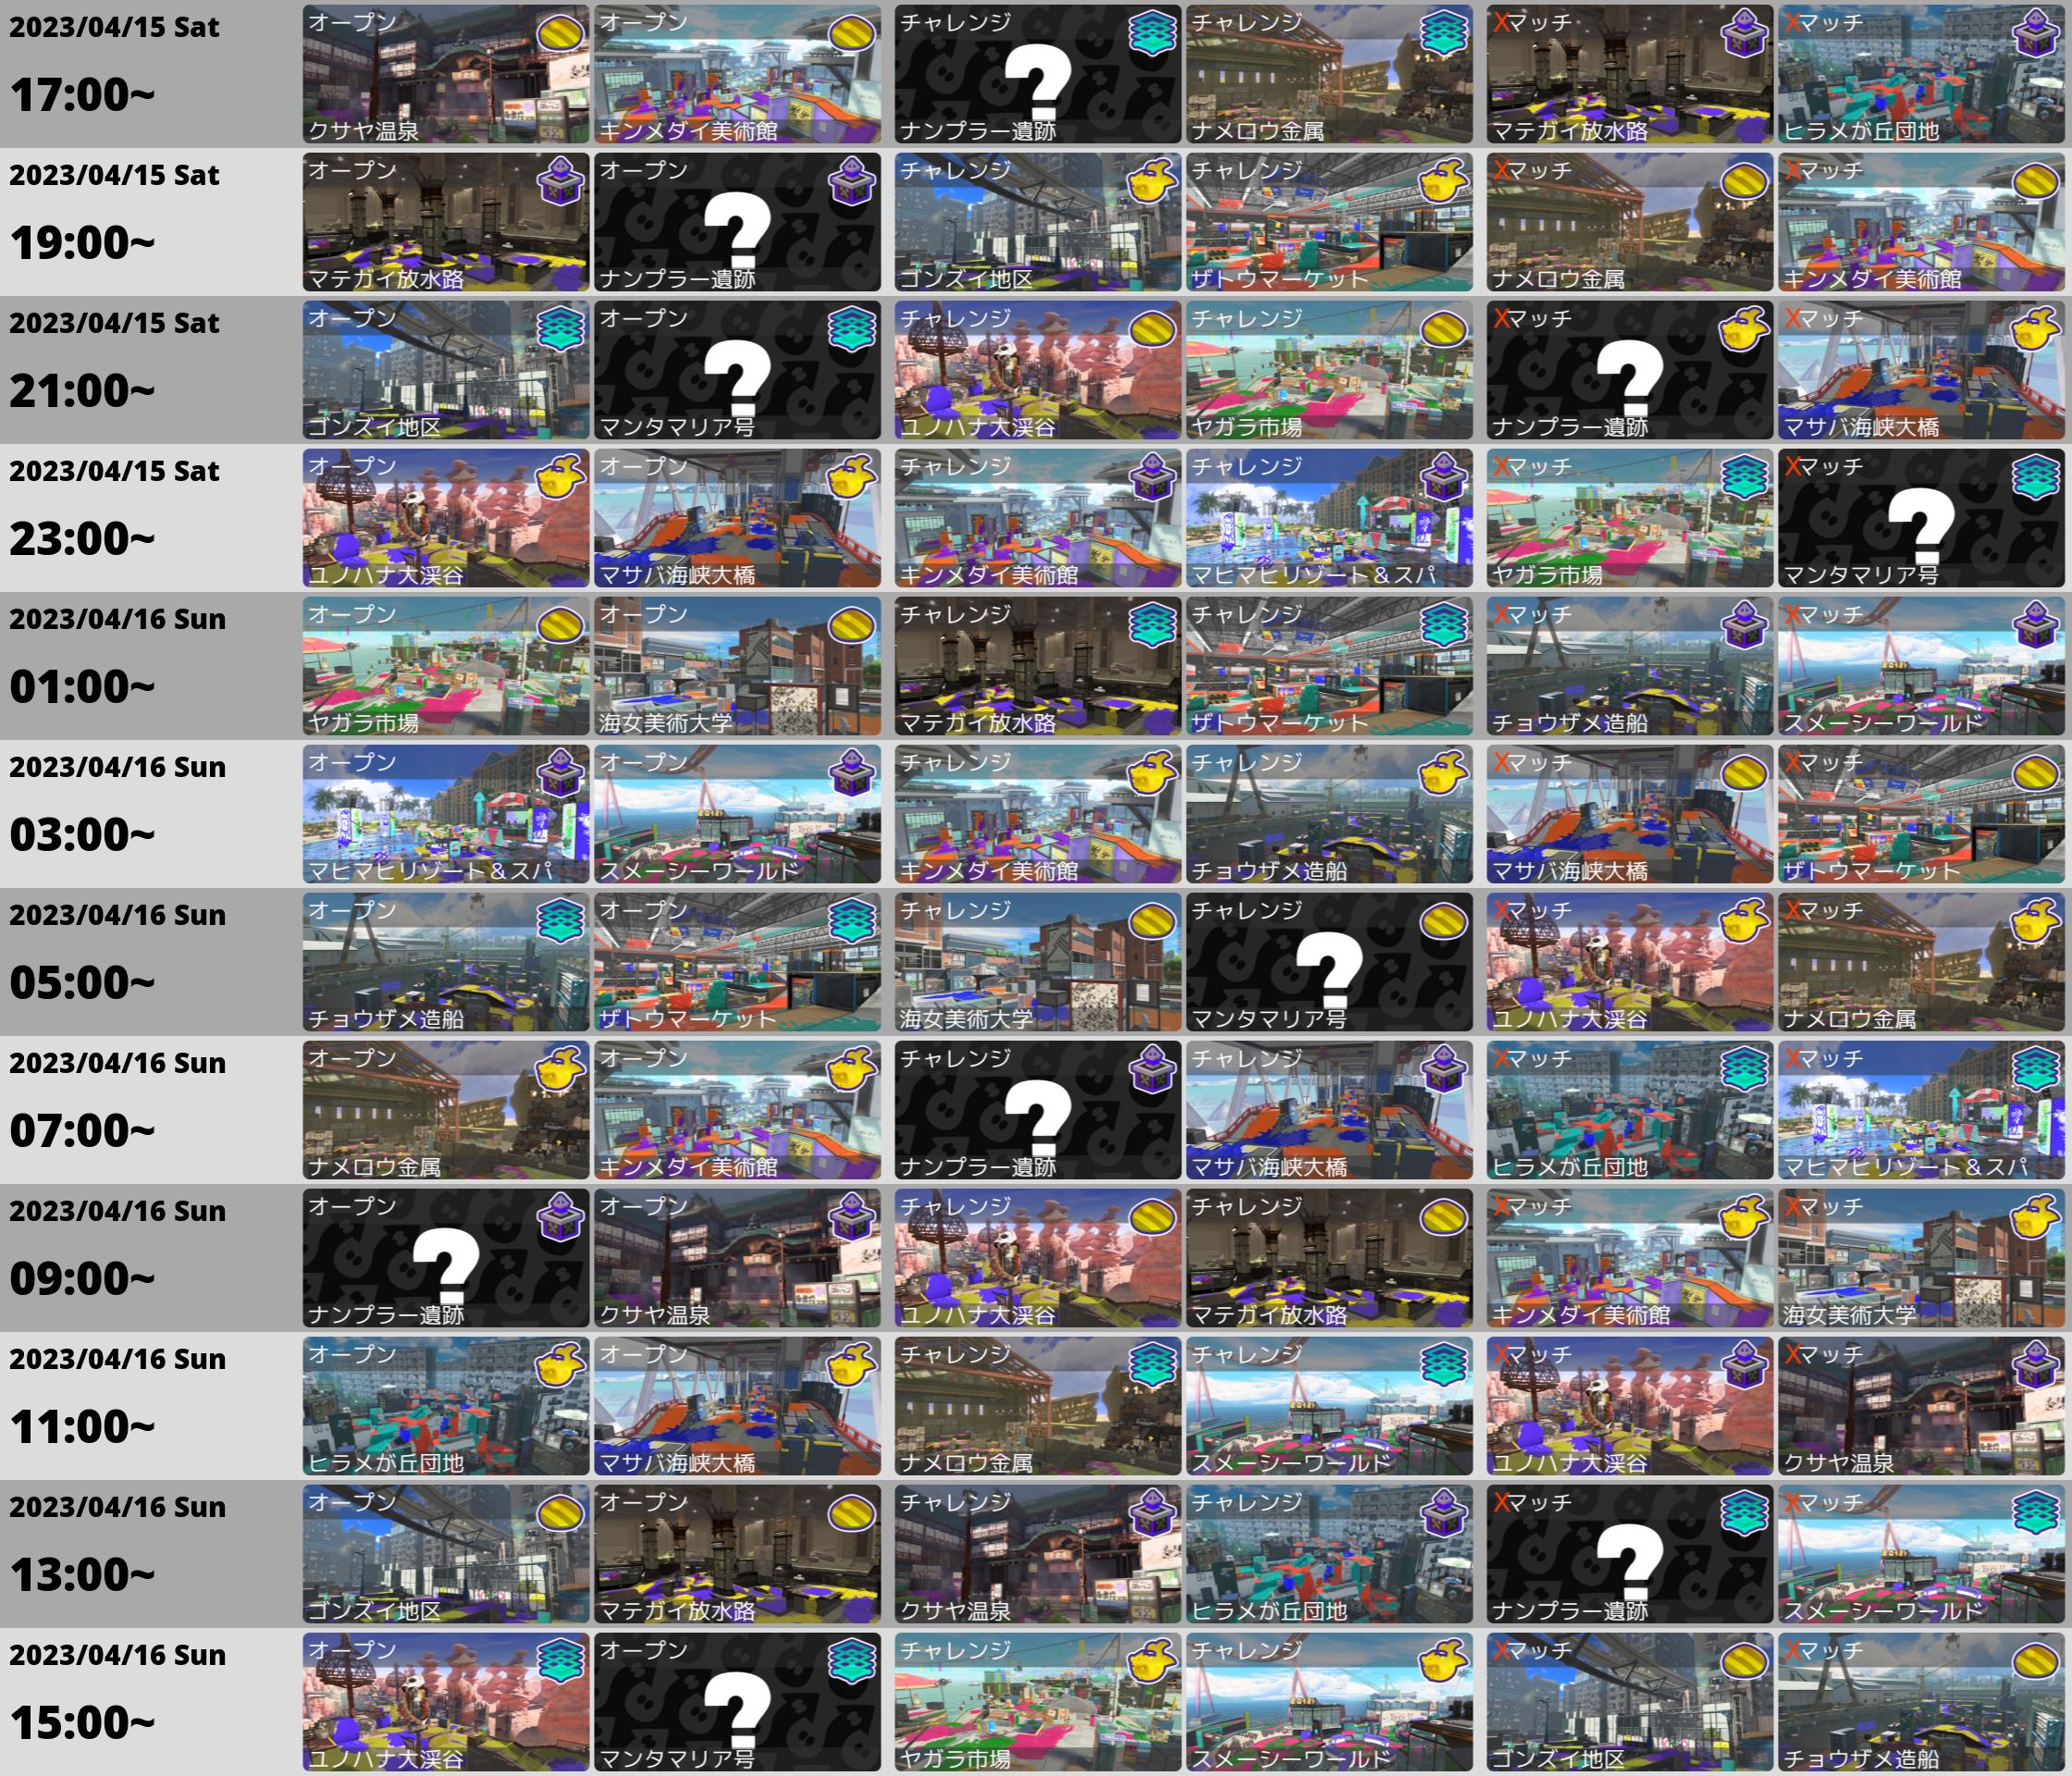 2023/04/15 Sat
17:00~
オープン オープン チャレンジ チャレンジ Xマッチ Xマッチ
クサヤ温泉 キンメダイ美術館 ナンプラー遺跡 ナメロウ金属 マテガイ放水路 ヒラメが丘団地
2023/04/15 Sat
19:00~
オープン オープン チャレンジ チャレンジ Xマッチ Xマッチ
マテガイ放水路 ナンプラー遺跡 ゴンズイ地区 ザトウマーケット ナメロウ金属 キンメダイ美術館
2023/04/15 Sat
21:00~
オープン オープン チャレンジ チャレンジ Xマッチ Xマッチ
ゴンズイ地区 マンタマリア号 ユノハナ大渓谷 ヤガラ市場 ナンプラー遺跡 マサバ海峡大橋
2023/04/15 Sat
23:00~
オープン オープン チャレンジ チャレンジ Xマッチ Xマッチ
ユノハナ大渓谷 マサバ海峡大橋 キンメダイ美術館 マヒマヒリゾート＆スパ ヤガラ市場 マンタマリア号
2023/04/16 Sun
01:00~
オープン オープン チャレンジ チャレンジ Xマッチ Xマッチ
ヤガラ市場 海女美術大学 マテガイ放水路 ザトウマーケット チョウザメ造船 スメーシーワールド
2023/04/16 Sun
03:00~
オープン オープン チャレンジ チャレンジ Xマッチ Xマッチ
マヒマヒリゾート＆スパ スメーシーワールド キンメダイ美術館 チョウザメ造船 マサバ海峡大橋 ザトウマーケット
2023/04/16 Sun
05:00~
オープン オープン チャレンジ チャレンジ Xマッチ Xマッチ
チョウザメ造船 ザトウマーケット 海女美術大学 マンタマリア号 ユノハナ大渓谷 ナメロウ金属
2023/04/16 Sun
07:00~
オープン オープン チャレンジ チャレンジ Xマッチ Xマッチ
ナメロウ金属 キンメダイ美術館 ナンプラー遺跡 マサバ海峡大橋 ヒラメが丘団地 マヒマヒリゾート＆スパ
2023/04/16 Sun
09:00~
オープン オープン チャレンジ チャレンジ Xマッチ Xマッチ
ナンプラー遺跡 クサヤ温泉 ユノハナ大渓谷 マテガイ放水路 キンメダイ美術館 海女美術大学
2023/04/16 Sun
11:00~
オープン オープン チャレンジ チャレンジ Xマッチ Xマッチ
ヒラメが丘団地 マサバ海峡大橋 ナメロウ金属 スメーシーワールド ユノハナ大渓谷 クサヤ温泉
2023/04/16 Sun
13:00~
オープン オープン チャレンジ チャレンジ Xマッチ Xマッチ
ゴンズイ地区 マテガイ放水路 クサヤ温泉 ヒラメが丘団地 ナンプラー遺跡 スメーシーワールド
2023/04/16 Sun
15:00~
オープン オープン チャレンジ チャレンジ Xマッチ Xマッチ
ユノハナ大渓谷 マンタマリア号 ヤガラ市場 スメーシーワールド ゴンズイ地区 チョウザメ造船